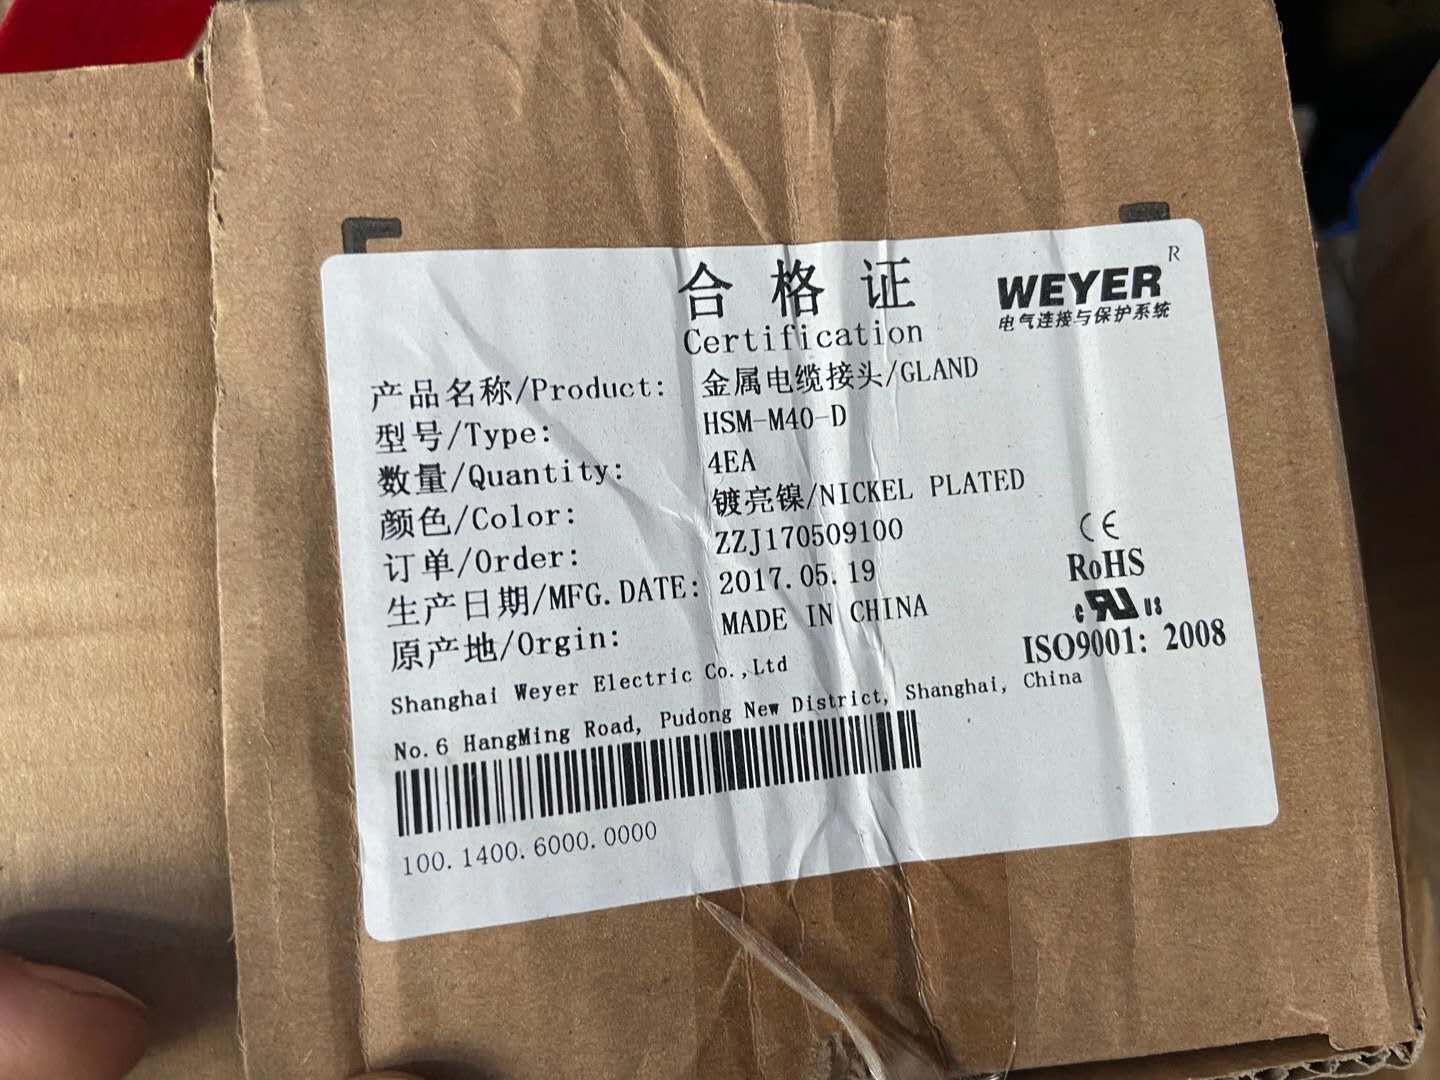 合格证
Certification
WEYER R
电气连接与保护系统
产品名称/Product: 金属电缆接头/GLAND
型号/Type: HSM-M40-D
数量/Quantity: 4EA
颜色/Color: 镀亮镍/NICKEL PLATED
订单/Order: ZZJ170509100
生产日期/MFG.DATE: 2017.05.19
原产地/Orgin: MADE IN CHINA
CE
RoHS
c RU US
ISO9001: 2008
Shanghai Weyer Electric Co.,Ltd
No.6 HangMing Road, Pudong New District, Shanghai, China
100.1400.6000.0000